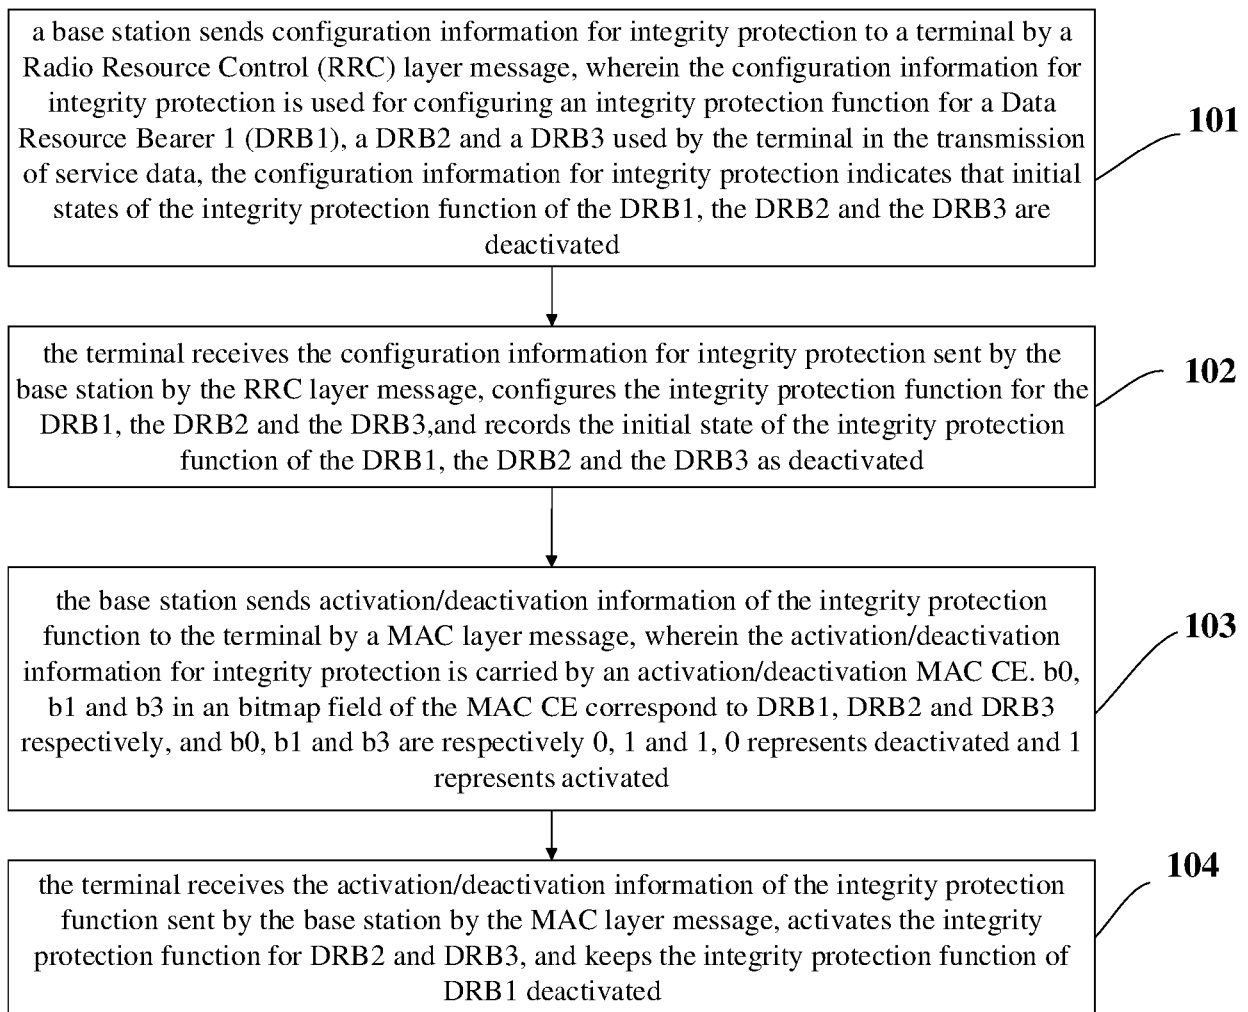 a base station sends configuration information for integrity protection to a terminal by a
Radio Resource Control (RRC) layer message, wherein the configuration information for
integrity protection is used for configuring an integrity protection function for a Data
Resource Bearer 1 (DRB1), a DRB2 and a DRB3 used by the terminal in the transmission
of service data, the configuration information for integrity protection indicates that initial
states of the integrity protection function of the DRB1, the DRB2 and the DRB3 are
deactivated
101
the terminal receives the configuration information for integrity protection sent by the
base station by the RRC layer message, configures the integrity protection function for the
DRB1, the DRB2 and the DRB3,and records the initial state of the integrity protection
function of the DRB1, the DRB2 and the DRB3 as deactivated
102
the base station sends activation/deactivation information of the integrity protection
function to the terminal by a MAC layer message, wherein the activation/deactivation
information for integrity protection is carried by an activation/deactivation MAC CE. b0,
b1 and b3 in an bitmap field of the MAC CE correspond to DRB1, DRB2 and DRB3
respectively, and b0, b1 and b3 are respectively 0, 1 and 1, 0 represents deactivated and 1
represents activated
103
the terminal receives the activation/deactivation information of the integrity protection
function sent by the base station by the MAC layer message, activates the integrity
protection function for DRB2 and DRB3, and keeps the integrity protection function of
DRB1 deactivated
104